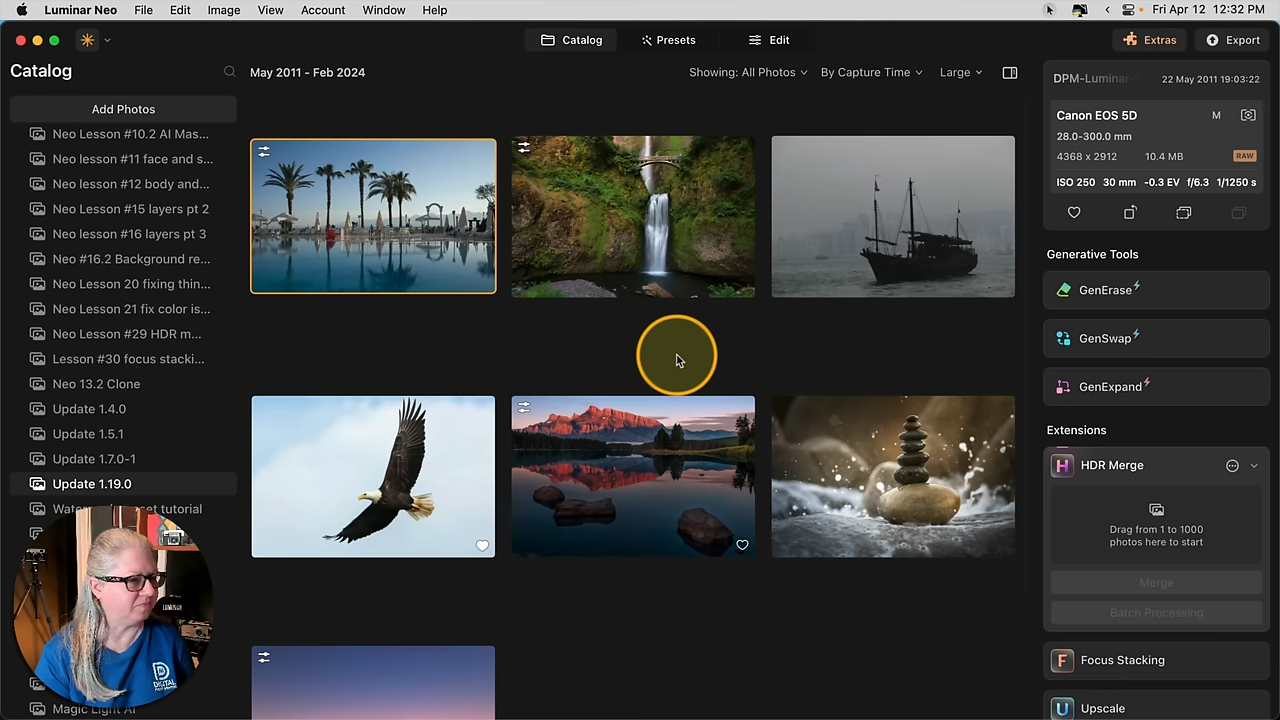 Luminar Neo File Edit Image View Account Window Help Fri Apr 12 12:32 PM
Catalog Presets Edit Extras Export
Catalog
May 2011 - Feb 2024 Showing: All Photos By Capture Time Large
Add Photos
Neo Lesson #10.2 AI Mas...
Neo lesson #11 face and s...
Neo lesson #12 body and...
Neo Lesson #15 layers pt 2
Neo lesson #16 layers pt 3
Neo #16.2 Background re...
Neo Lesson 20 fixing thin...
Neo Lesson 21 fix color is...
Neo Lesson #29 HDR m...
Lesson #30 focus stacki...
Neo 13.2 Clone
Update 1.4.0
Update 1.5.1
Update 1.7.0-1
Update 1.19.0
tutorial
Magic Light AI
LUMINAR
DIGITAL
DPM-Luminar 22 May 2011 19:03:22
Canon EOS 5D M
28.0-300.0 mm
4368 x 2912 10.4 MB RAW
ISO 250 30 mm -0.3 EV f/6.3 1/1250 s
Generative Tools
GenErase
GenSwap
GenExpand
Extensions
H HDR Merge
Drag from 1 to 1000
photos here to start
Merge
Batch Processing
F Focus Stacking
U Upscale